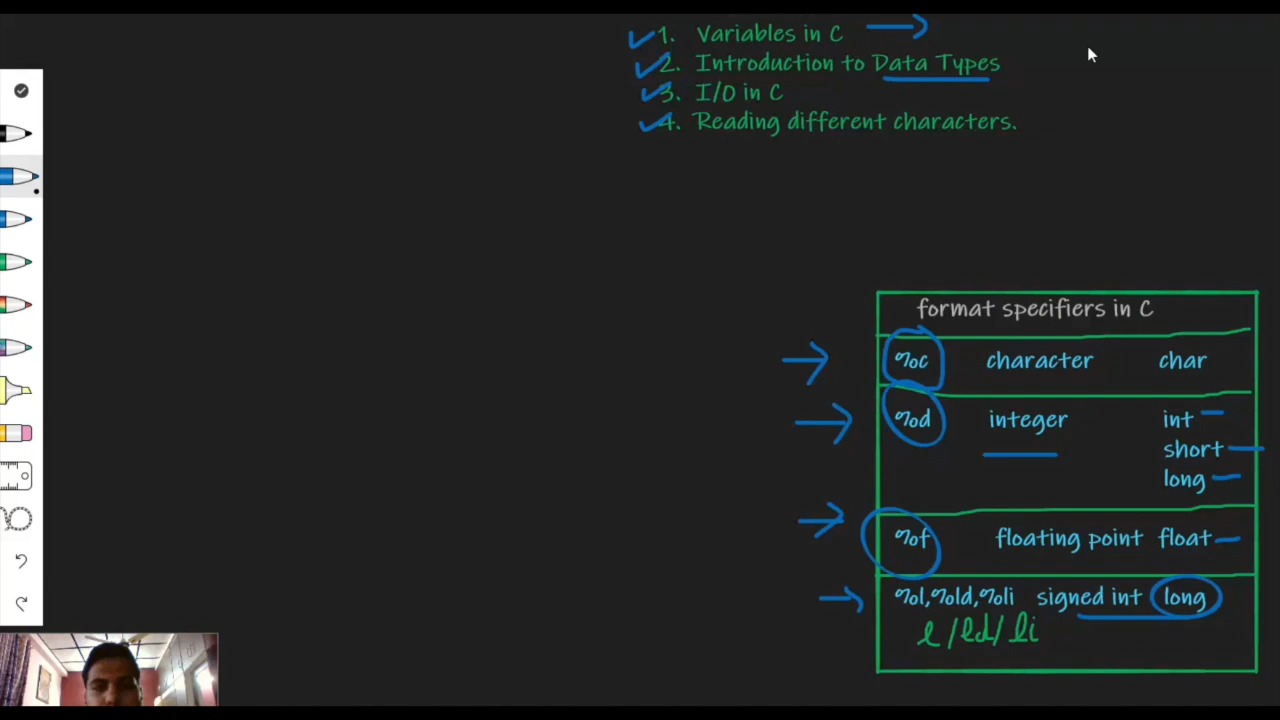 1. Variables in C
2. Introduction to Data Types
3. I/O in C
4. Reading different characters.
format specifiers in C
%c character char
%d integer int
short
long
%f floating point float
%l,%ld,%li signed int long
l/ld/li